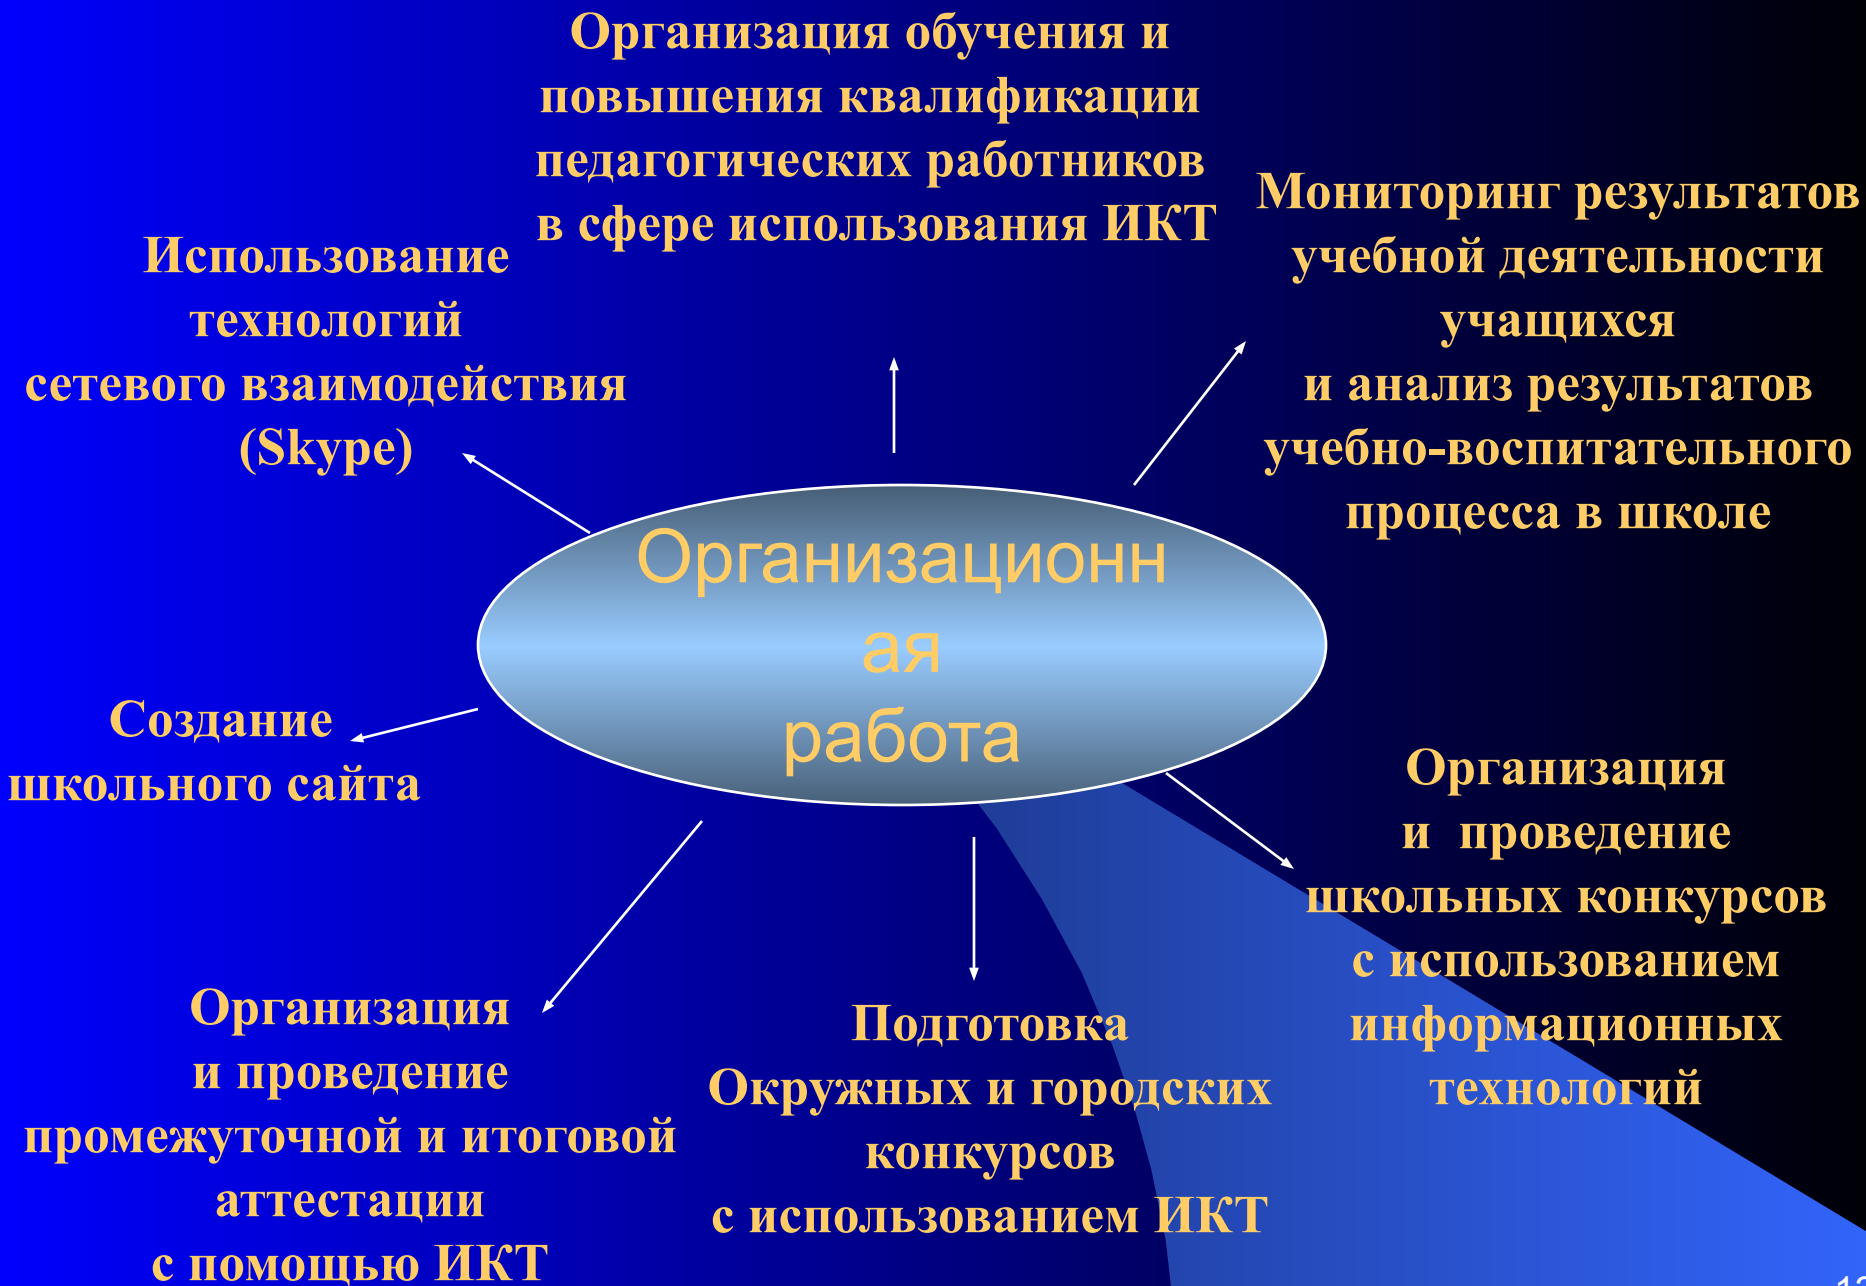 Организация обучения и
повышения квалификации
педагогических работников
в сфере использования ИКТ
Мониторинг результатов
учебной деятельности
учащихся
и анализ результатов
учебно-воспитательного
процесса в школе
Использование
технологий
сетевого взаимодействия
(Skype)
Организационн
ая
работа
Создание
школьного сайта
Организация
и проведение
школьных конкурсов
с использованием
информационных
технологий
Организация
и проведение
промежуточной и итоговой
аттестации
с помощью ИКТ
Подготовка
Окружных и городских
конкурсов
с использованием ИКТ